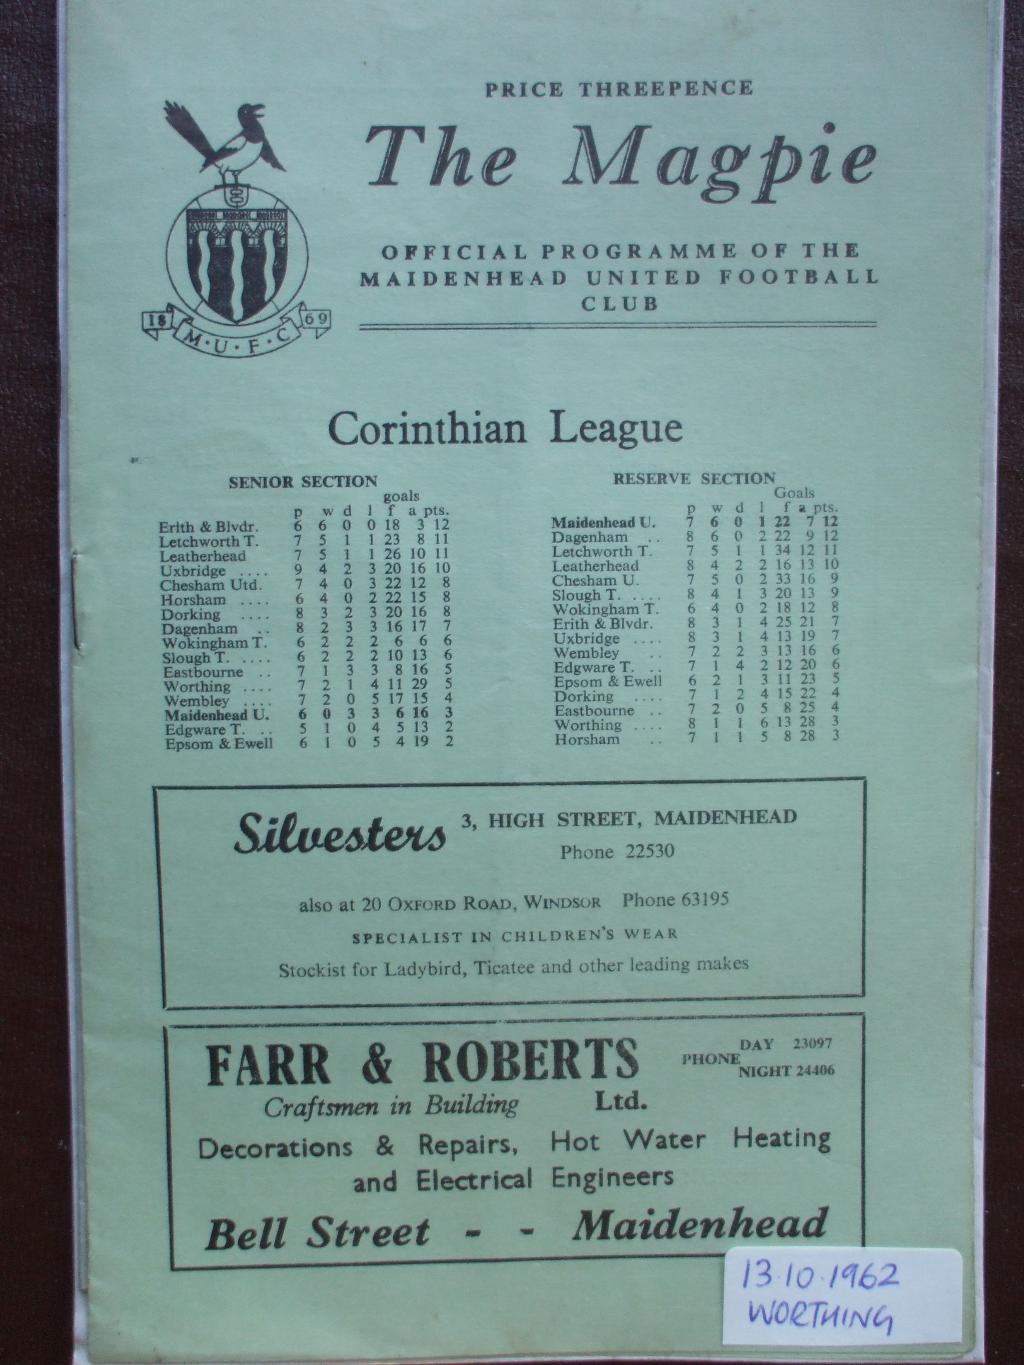 PRICE THREEPENCE
The Magpie
OFFICIAL PROGRAMME OF THE
MAIDENHEAD UNITED FOOTBALL
CLUB
18 69
M·U·F·C
Corinthian League
SENIOR SECTION
goals
p w d l f a pts.
Erith & Blvdr. 6 6 0 0 18 3 12
Letchworth T. 7 5 1 1 23 8 11
Leatherhead 7 5 1 1 26 10 11
Uxbridge .... 9 4 2 3 20 16 10
Chesham Utd. 7 4 0 3 22 12 8
Horsham .... 6 4 0 2 22 15 8
Dorking .... 8 3 2 3 20 16 8
Dagenham .. 8 2 3 3 16 17 7
Wokingham T. 6 2 2 2 6 6 6
Slough T. .... 6 2 2 2 10 13 6
Eastbourne .. 7 1 3 3 8 16 5
Worthing .... 7 2 1 4 11 29 5
Wembley .... 7 2 0 5 17 15 4
Maidenhead U. 6 0 3 3 6 16 3
Edgware T. .. 5 1 0 4 5 13 2
Epsom & Ewell 6 1 0 5 4 19 2
RESERVE SECTION
Goals
p w d l f a pts.
Maidenhead U. 7 6 0 1 22 7 12
Dagenham .. 8 6 0 2 22 9 12
Letchworth T. 7 5 1 1 34 12 11
Leatherhead 8 4 2 2 16 13 10
Chesham U. 7 5 0 2 33 16 9
Slough T. .... 8 4 1 3 20 13 9
Wokingham T. 6 4 0 2 18 12 8
Erith & Blvdr. 8 3 1 4 25 21 7
Uxbridge .... 8 3 1 4 13 19 7
Wembley .... 7 2 2 3 13 16 6
Edgware T. .. 7 1 4 2 12 20 6
Epsom & Ewell 6 2 1 3 11 23 5
Dorking .... 7 1 2 4 15 22 4
Eastbourne .. 7 2 0 5 8 25 4
Worthing .... 8 1 1 6 13 28 3
Horsham .. 7 1 1 5 8 28 3
Silvesters 3, HIGH STREET, MAIDENHEAD
Phone 22530
also at 20 OXFORD ROAD, WINDSOR Phone 63195
SPECIALIST IN CHILDREN'S WEAR
Stockist for Ladybird, Ticatee and other leading makes
FARR & ROBERTS
Ltd.
PHONE DAY 23097
NIGHT 24406
Craftsmen in Building
Decorations & Repairs, Hot Water Heating
and Electrical Engineers
Bell Street - - Maidenhead
13.10.1962
WORTHING